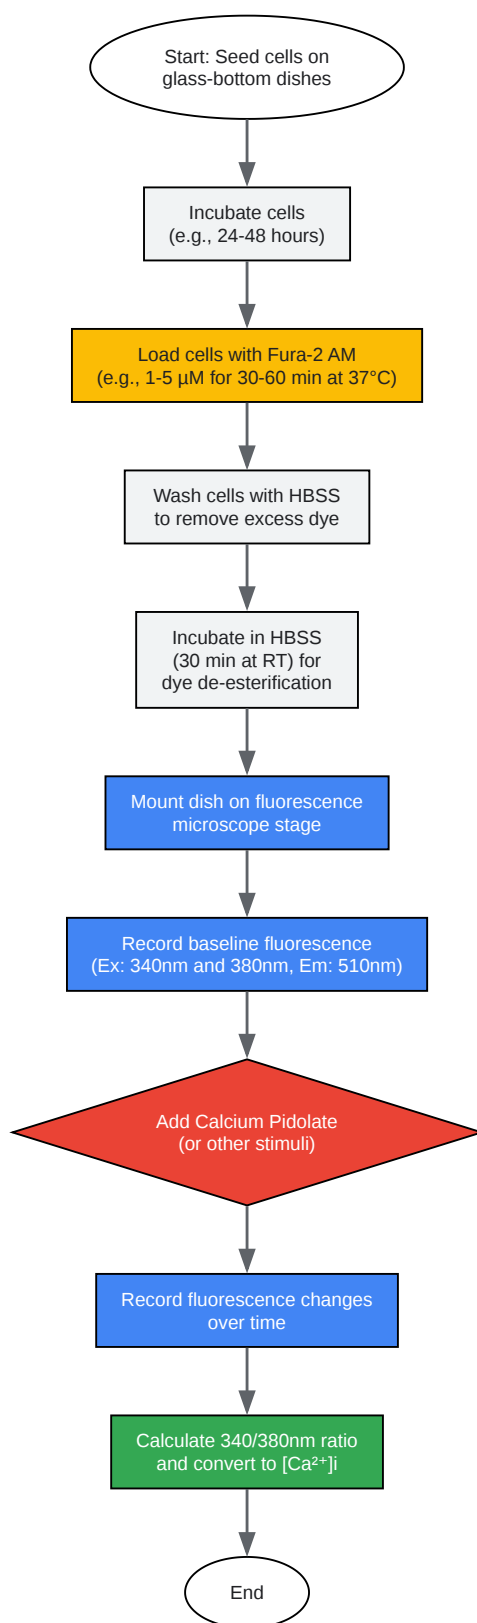 Start: Seed cells on
glass-bottom dishes
Incubate cells
(e.g., 24-48 hours)
Load cells with Fura-2 AM
(e.g., 1-5 µM for 30-60 min at 37°C)
Wash cells with HBSS
to remove excess dye
Incubate in HBSS
(30 min at RT) for
dye de-esterification
Mount dish on fluorescence
microscope stage
Record baseline fluorescence
(Ex: 340nm and 380nm, Em: 510nm)
Add Calcium Pidolate
(or other stimuli)
Record fluorescence changes
over time
Calculate 340/380nm ratio
and convert to [Ca²⁺]i
End